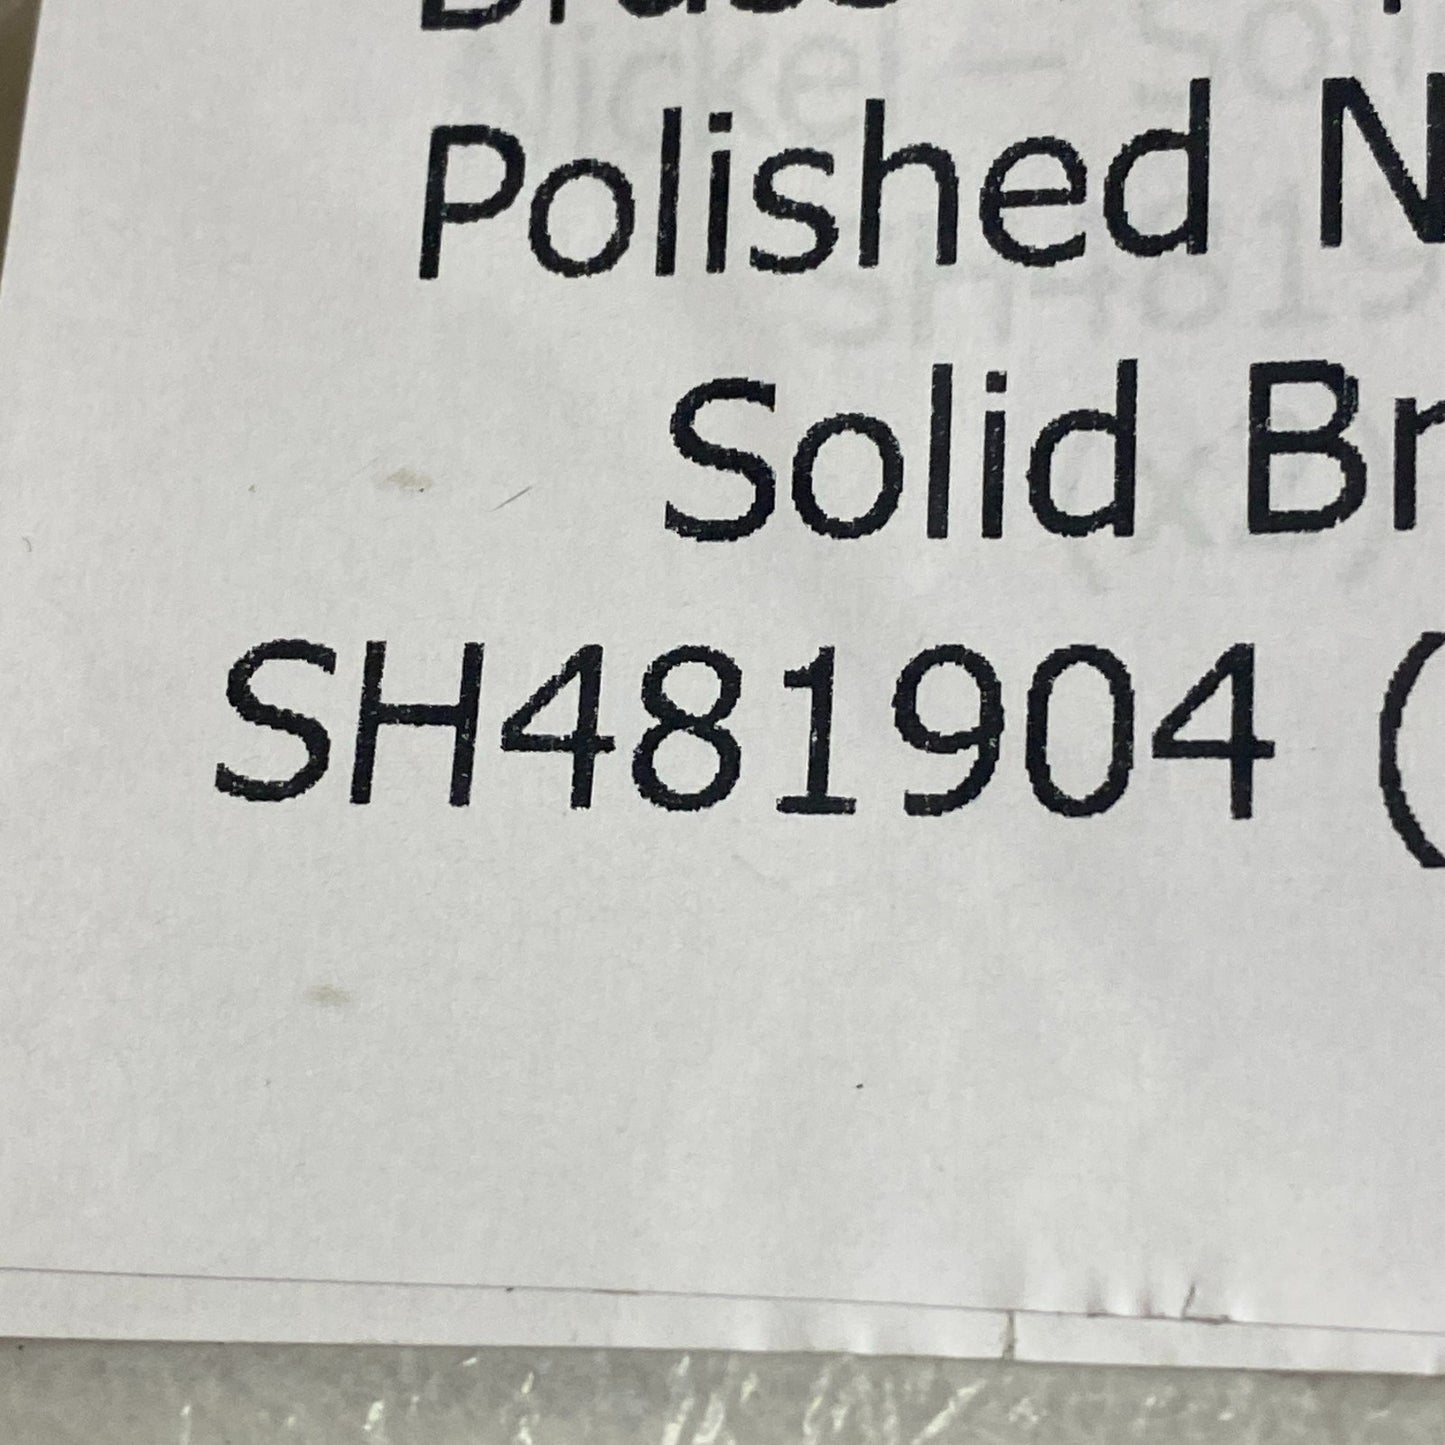 Polished N
Solid Br
SH481904 (